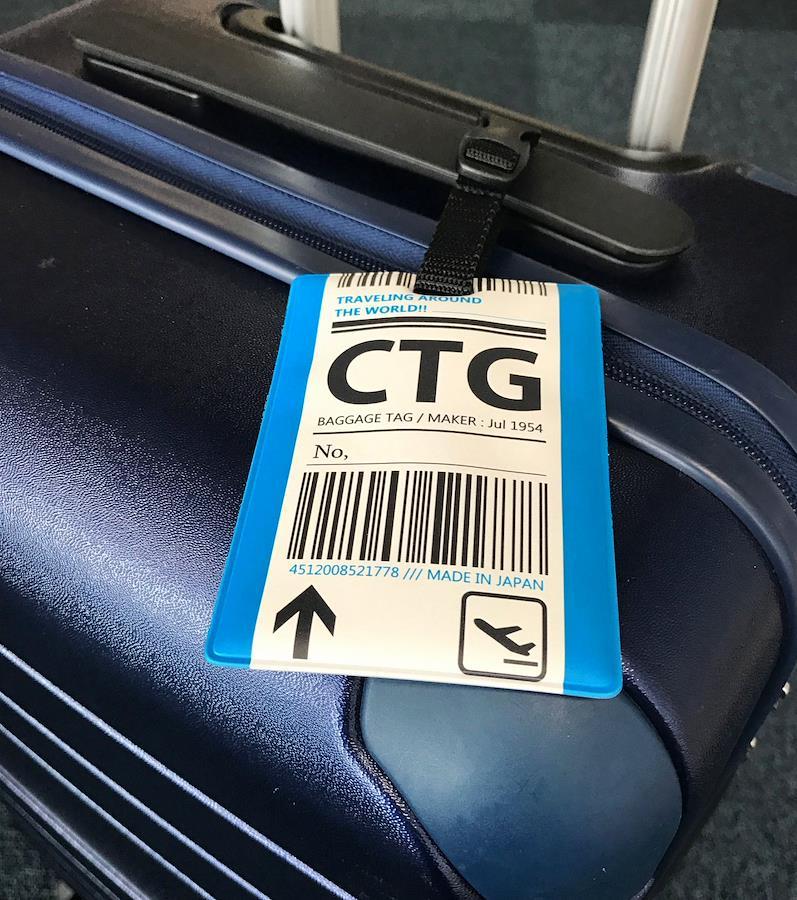 TRAVELING AROUND
THE WORLD!!
CTG
BAGGAGE TAG / MAKER : Jul 1954
No,
4512008521778 /// MADE IN JAPAN